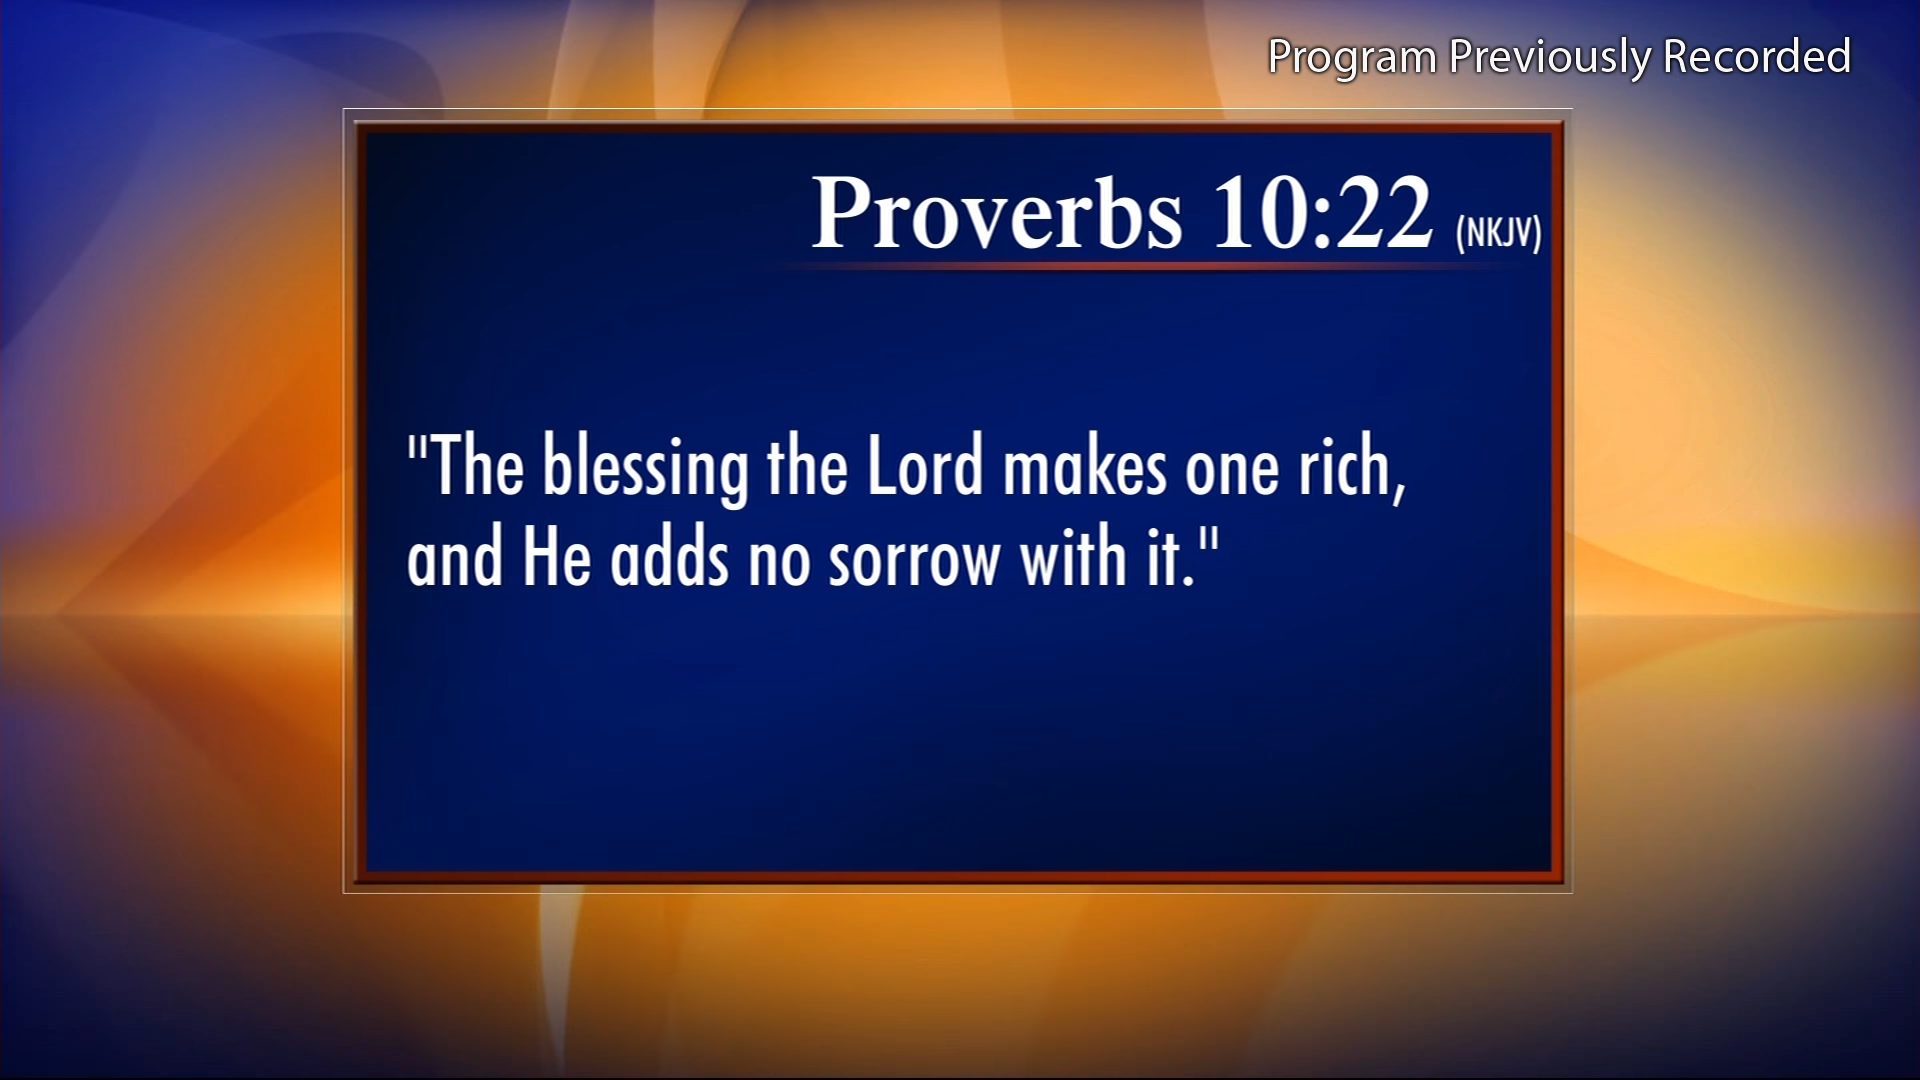 Program Previously Recorded
Proverbs 10:22 (NKJV)
"The blessing the Lord makes one rich,
and He adds no sorrow with it."